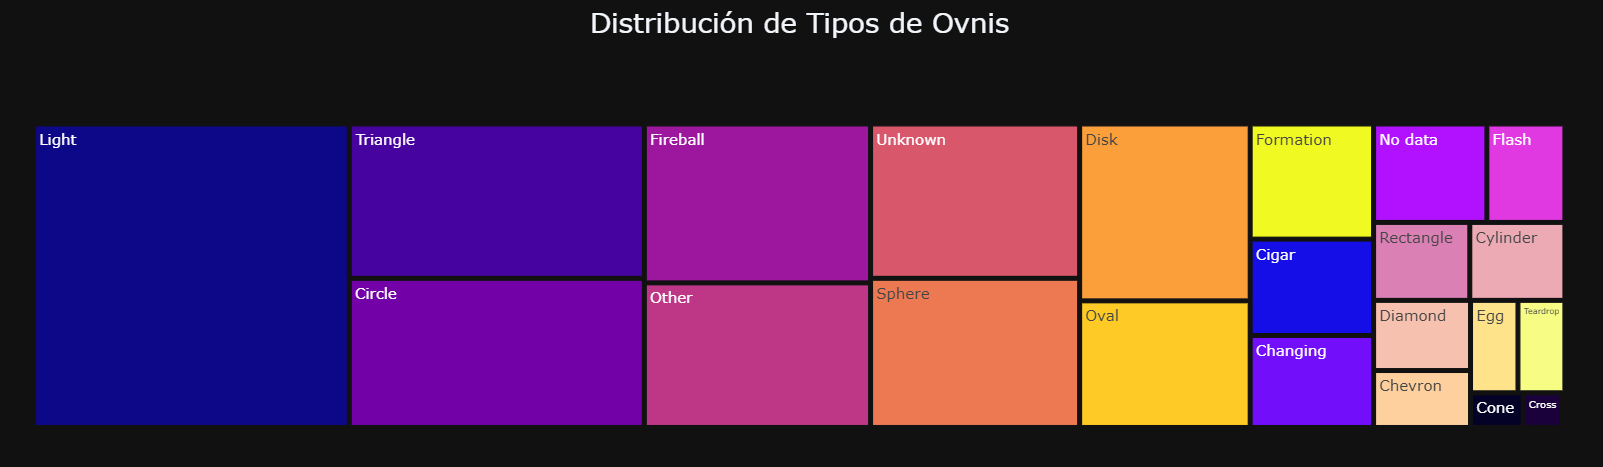 Distribución de Tipos de Ovnis
Light
Triangle
Circle
Fireball
Other
Unknown
Sphere
Disk
Oval
Formation
Cigar
Changing
No data
Flash
Rectangle
Cylinder
Diamond
Chevron
Egg
Teardrop
Cone
Cross